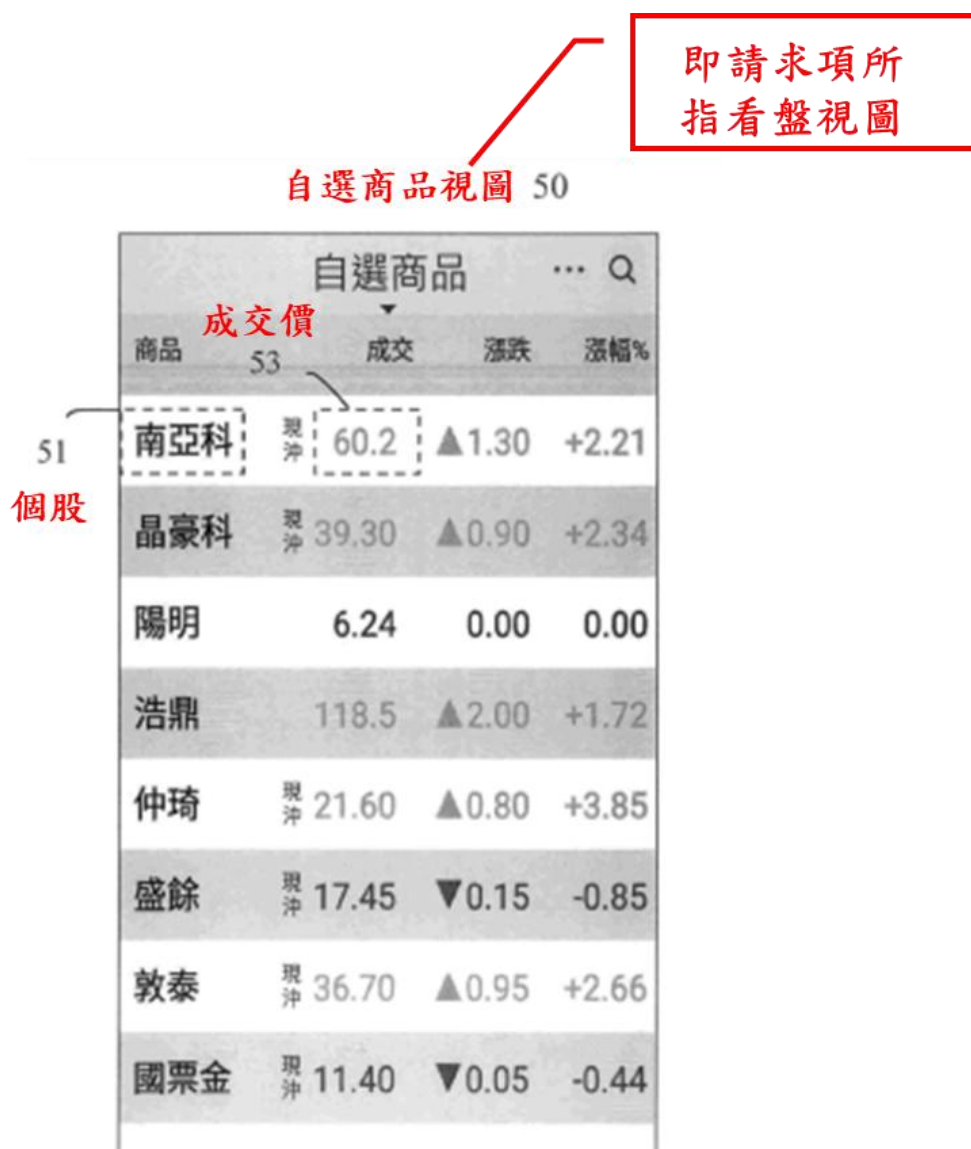 即請求項所
指看盤視圖
自選商品視圖 50
自選商品 ...
成交價
商品 成交 漲跌 漲幅%
53
南亞科 現沖 60.2 ▲1.30 +2.21
51
個股
晶豪科 現沖 39.30 ▲0.90 +2.34
陽明 6.24 0.00 0.00
浩鼎 118.5 ▲2.00 +1.72
仲琦 現沖 21.60 ▲0.80 +3.85
盛餘 現沖 17.45 ▼0.15 -0.85
敦泰 現沖 36.70 ▲0.95 +2.66
國票金 現沖 11.40 ▼0.05 -0.44